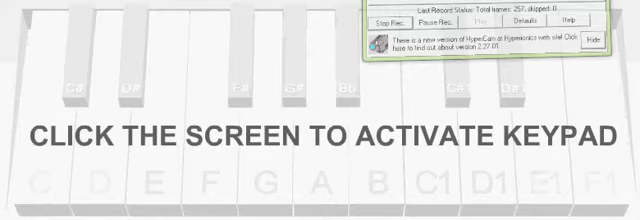 Last Record Status: Total frames: 257, skipped: 0
Stop Rec. Pause Rec. Play Defaults Help
There is a new version of HyperCam at Hyperionics web site! Click
here to find out about version 2.27.01
Hide
C# D# F# G# Bb C#1 D#1
CLICK THE SCREEN TO ACTIVATE KEYPAD
C D E F G A B C1 D1 E1 F1